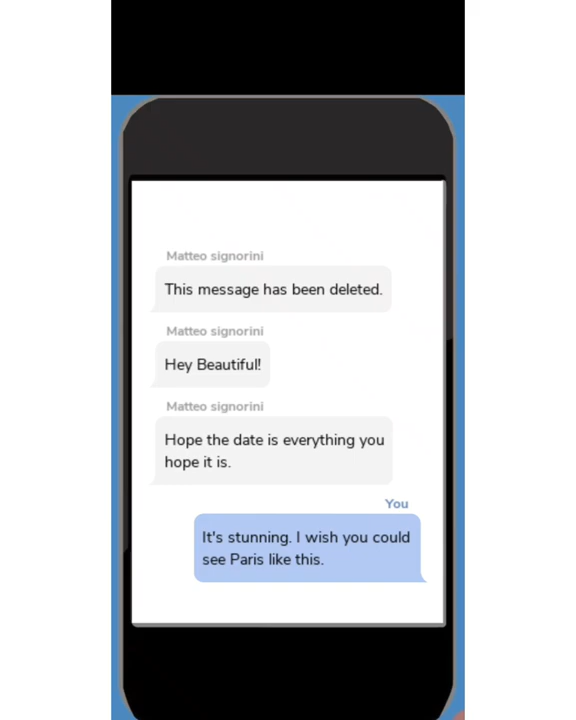 Matteo signorini
This message has been deleted.
Matteo signorini
Hey Beautiful!
Matteo signorini
Hope the date is everything you
hope it is.
You
It's stunning. I wish you could
see Paris like this.